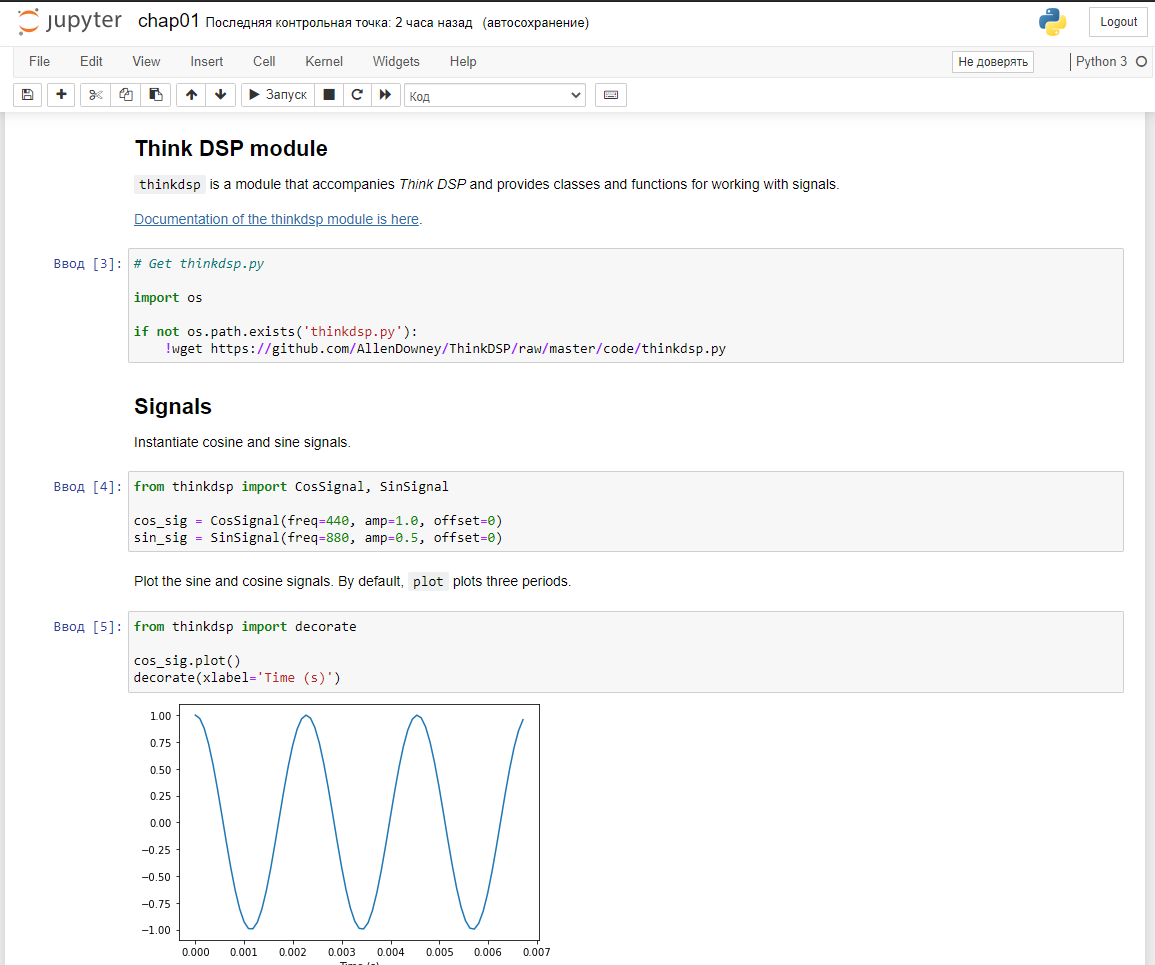 jupyter chap01 Последняя контрольная точка: 2 часа назад (автосохранение) Logout
File Edit View Insert Cell Kernel Widgets Help Не доверять Python 3
Запуск Код
Think DSP module
thinkdsp is a module that accompanies Think DSP and provides classes and functions for working with signals.
Documentation of the thinkdsp module is here.
Ввод [3]: # Get thinkdsp.py
import os
if not os.path.exists('thinkdsp.py'):
!wget https://github.com/AllenDowney/ThinkDSP/raw/master/code/thinkdsp.py
Signals
Instantiate cosine and sine signals.
Ввод [4]: from thinkdsp import CosSignal, SinSignal
cos_sig = CosSignal(freq=440, amp=1.0, offset=0)
sin_sig = SinSignal(freq=880, amp=0.5, offset=0)
Plot the sine and cosine signals. By default, plot plots three periods.
Ввод [5]: from thinkdsp import decorate
cos_sig.plot()
decorate(xlabel='Time (s)')
1.00
0.75
0.50
0.25
0.00
−0.25
−0.50
−0.75
−1.00
0.000 0.001 0.002 0.003 0.004 0.005 0.006 0.007
Time (s)